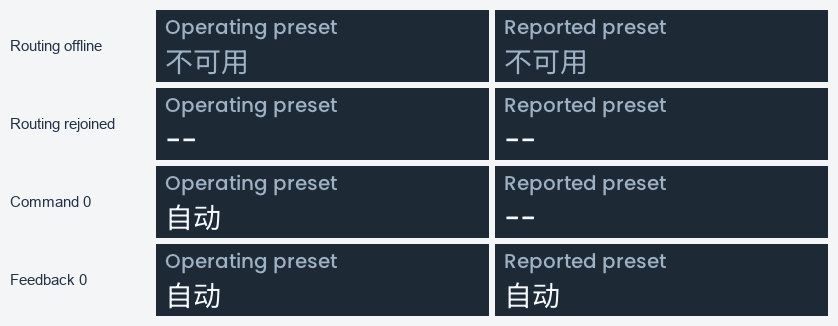 Routing offline
Operating preset
不可用
Reported preset
不可用
Routing rejoined
Operating preset
--
Reported preset
--
Command 0
Operating preset
自动
Reported preset
--
Feedback 0
Operating preset
自动
Reported preset
自动